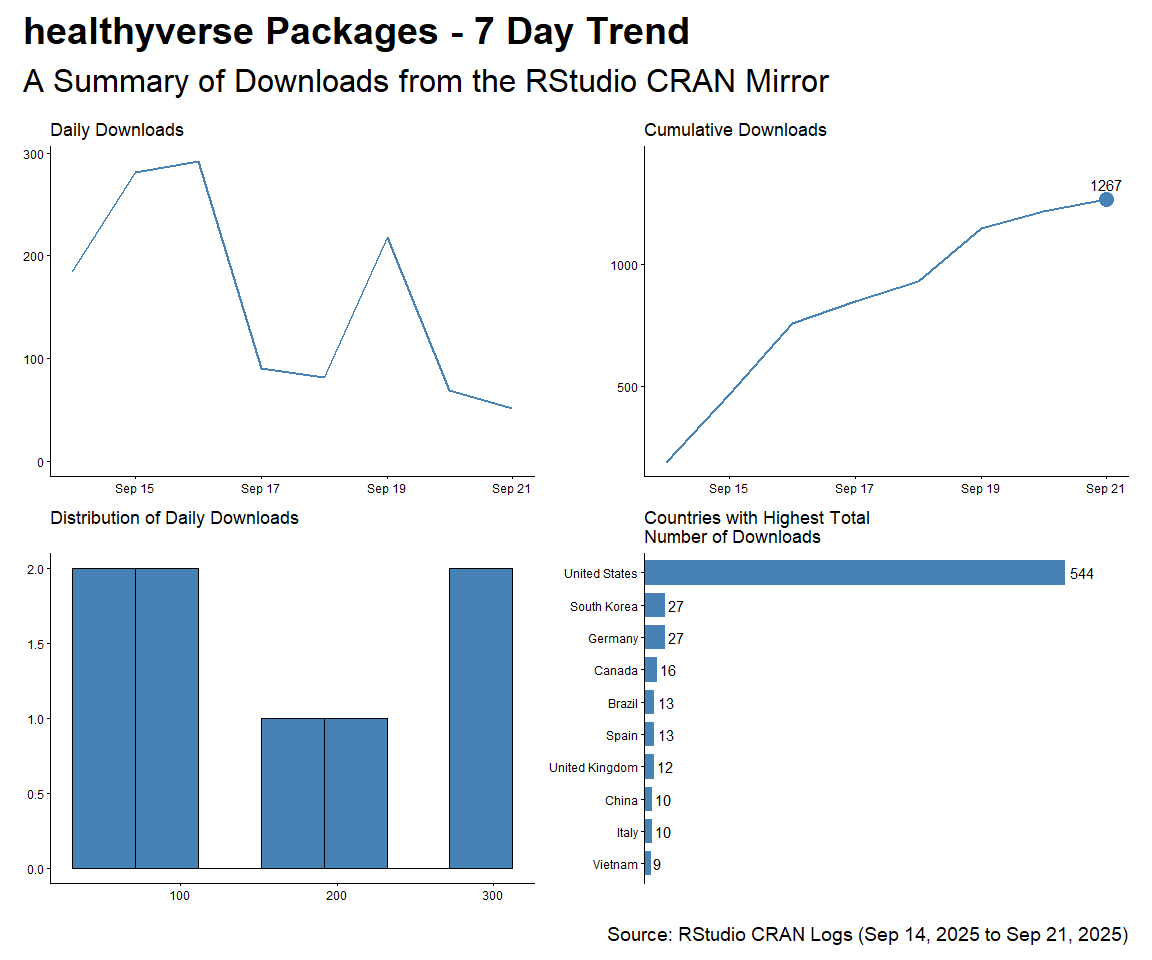 healthyverse Packages - 7 Day Trend
A Summary of Downloads from the RStudio CRAN Mirror
Daily Downloads
300
200
100
0
Sep 15 Sep 17 Sep 19 Sep 21
Cumulative Downloads
1267
1000
500
Sep 15 Sep 17 Sep 19 Sep 21
Distribution of Daily Downloads
2.0
1.5
1.0
0.5
0.0
100 200 300
Countries with Highest Total
Number of Downloads
United States 544
South Korea 27
Germany 27
Canada 16
Brazil 13
Spain 13
United Kingdom 12
China 10
Italy 10
Vietnam 9
Source: RStudio CRAN Logs (Sep 14, 2025 to Sep 21, 2025)